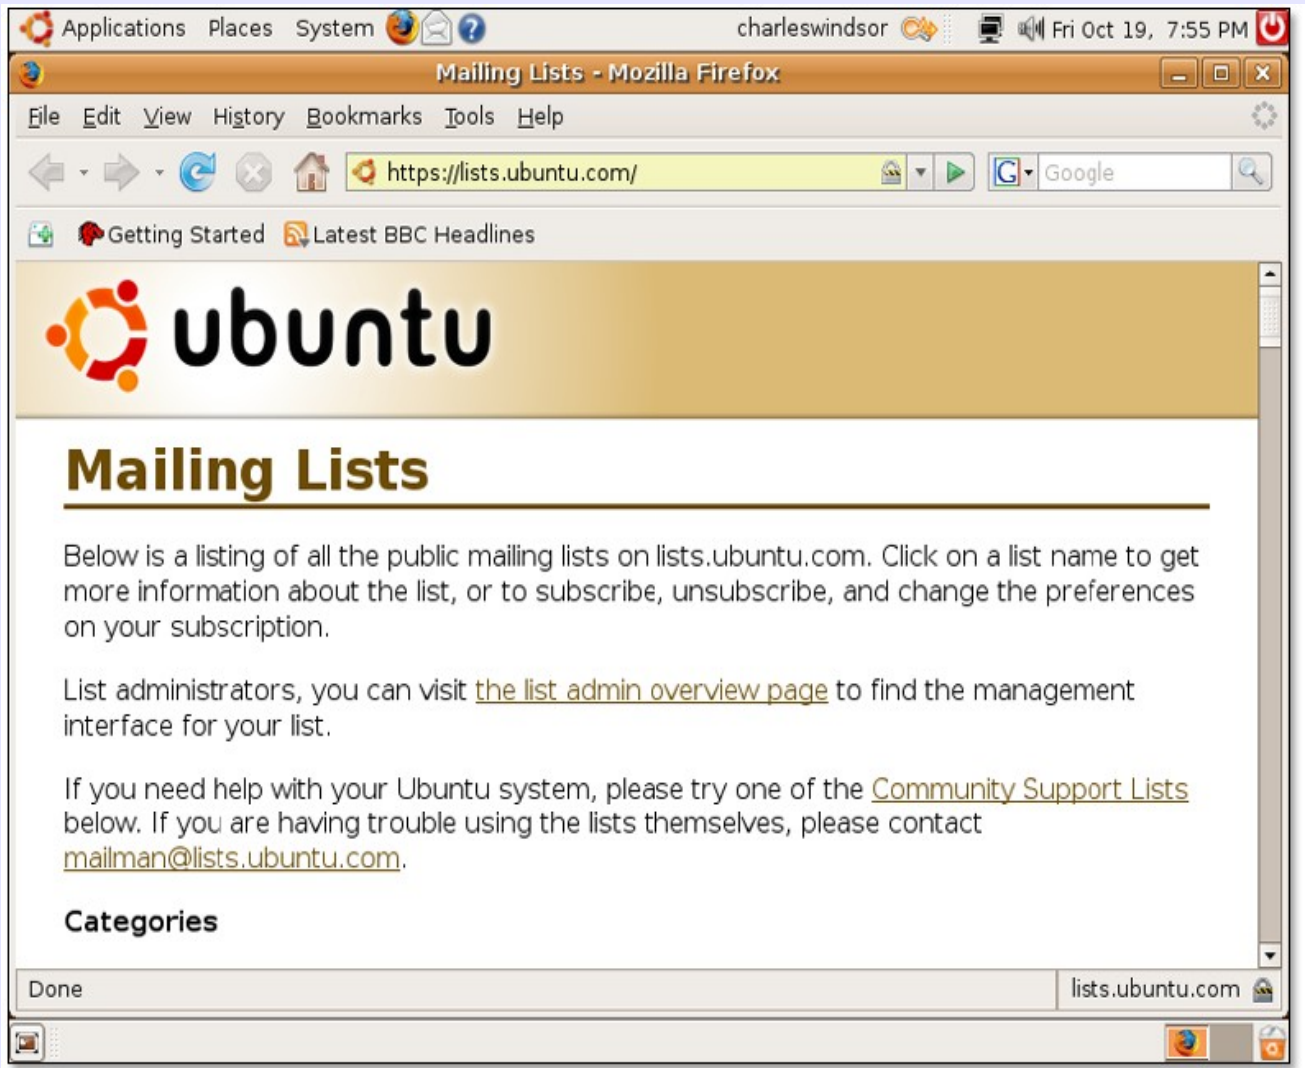 Applications Places System charleswindsor Fri Oct 19, 7:55 PM
Mailing Lists - Mozilla Firefox
File Edit View History Bookmarks Tools Help
https://lists.ubuntu.com/ G Google
Getting Started Latest BBC Headlines
ubuntu
Mailing Lists
Below is a listing of all the public mailing lists on lists.ubuntu.com. Click on a list name to get
more information about the list, or to subscribe, unsubscribe, and change the preferences
on your subscription.
List administrators, you can visit the list admin overview page to find the management
interface for your list.
If you need help with your Ubuntu system, please try one of the Community Support Lists
below. If you are having trouble using the lists themselves, please contact
mailman@lists.ubuntu.com.
Categories
Done lists.ubuntu.com